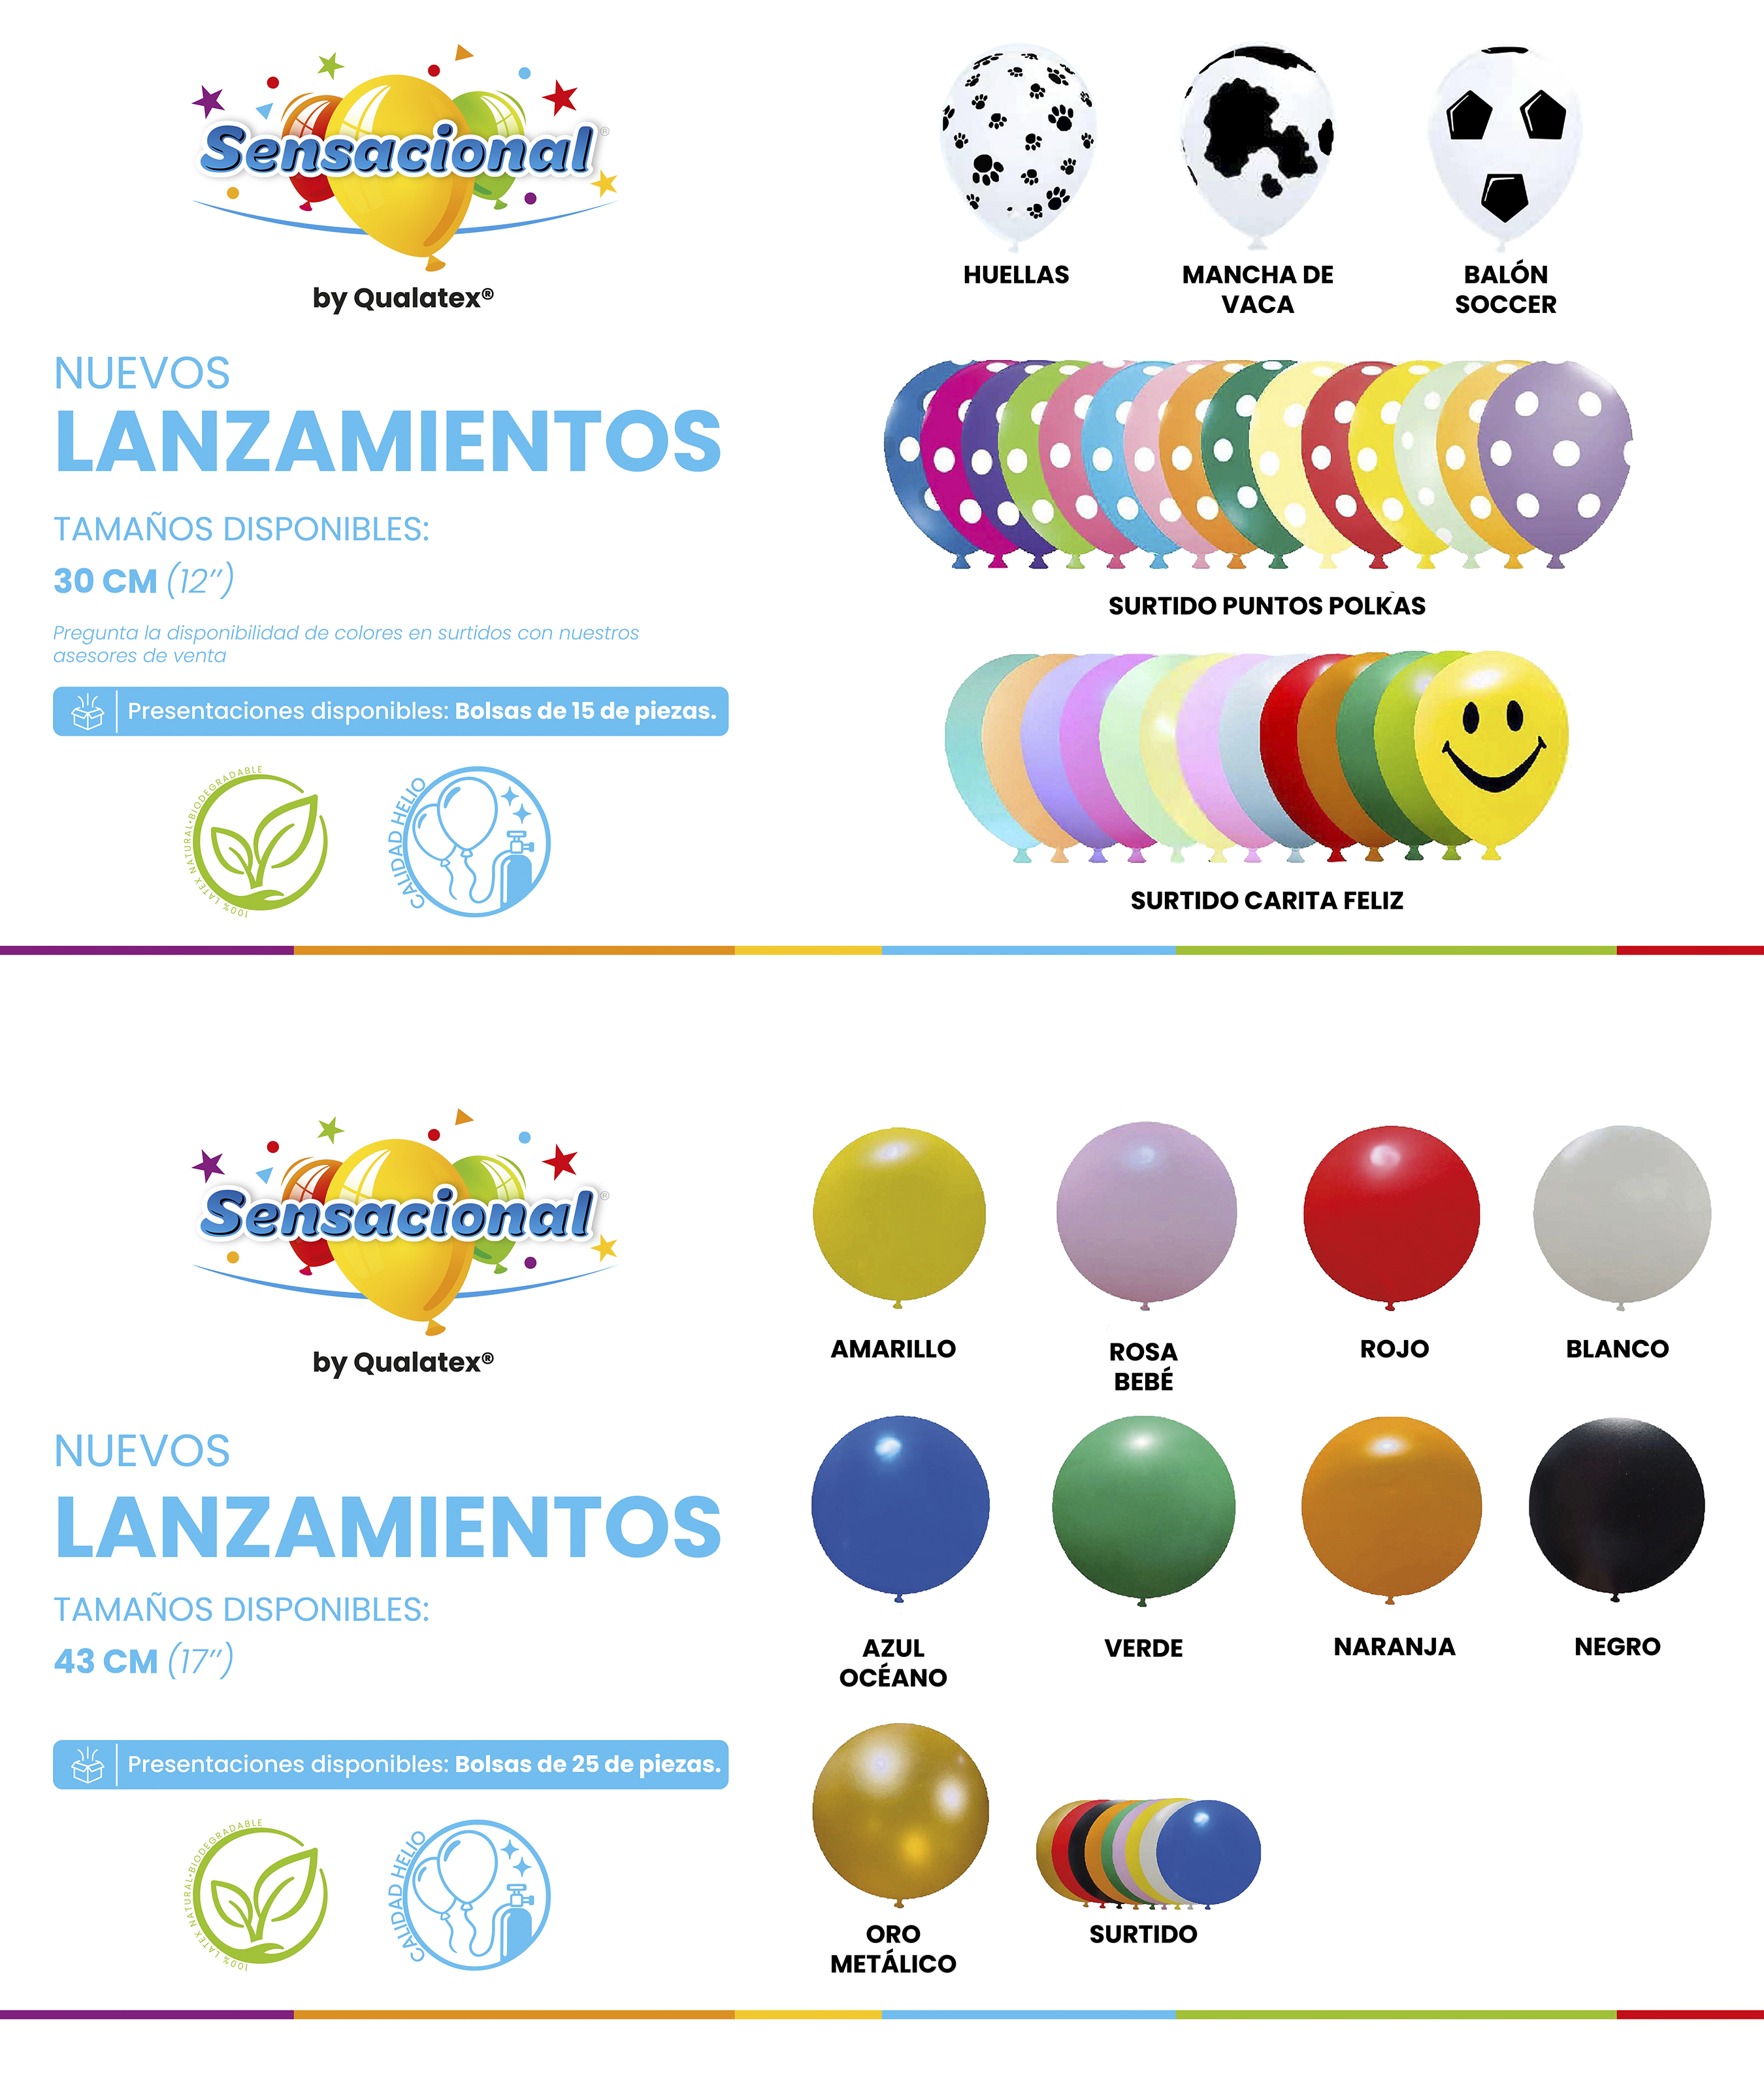 Sensacional®
by Qualatex®
NUEVOS
LANZAMIENTOS
TAMAÑOS DISPONIBLES:
30 CM (12’’)
Pregunta la disponibilidad de colores en surtidos con nuestros
asesores de venta
Presentaciones disponibles: Bolsas de 15 de piezas.
100% LATEX NATURAL•BIODEGRADABLE
CALIDAD HELIO
HUELLAS
MANCHA DE
VACA
BALÓN
SOCCER
SURTIDO PUNTOS POLKAS
SURTIDO CARITA FELIZ
Sensacional®
by Qualatex®
NUEVOS
LANZAMIENTOS
TAMAÑOS DISPONIBLES:
43 CM (17’’)
Presentaciones disponibles: Bolsas de 25 de piezas.
100% LATEX NATURAL•BIODEGRADABLE
CALIDAD HELIO
AMARILLO
ROSA
BEBÉ
ROJO
BLANCO
AZUL
OCÉANO
VERDE
NARANJA
NEGRO
ORO
METÁLICO
SURTIDO